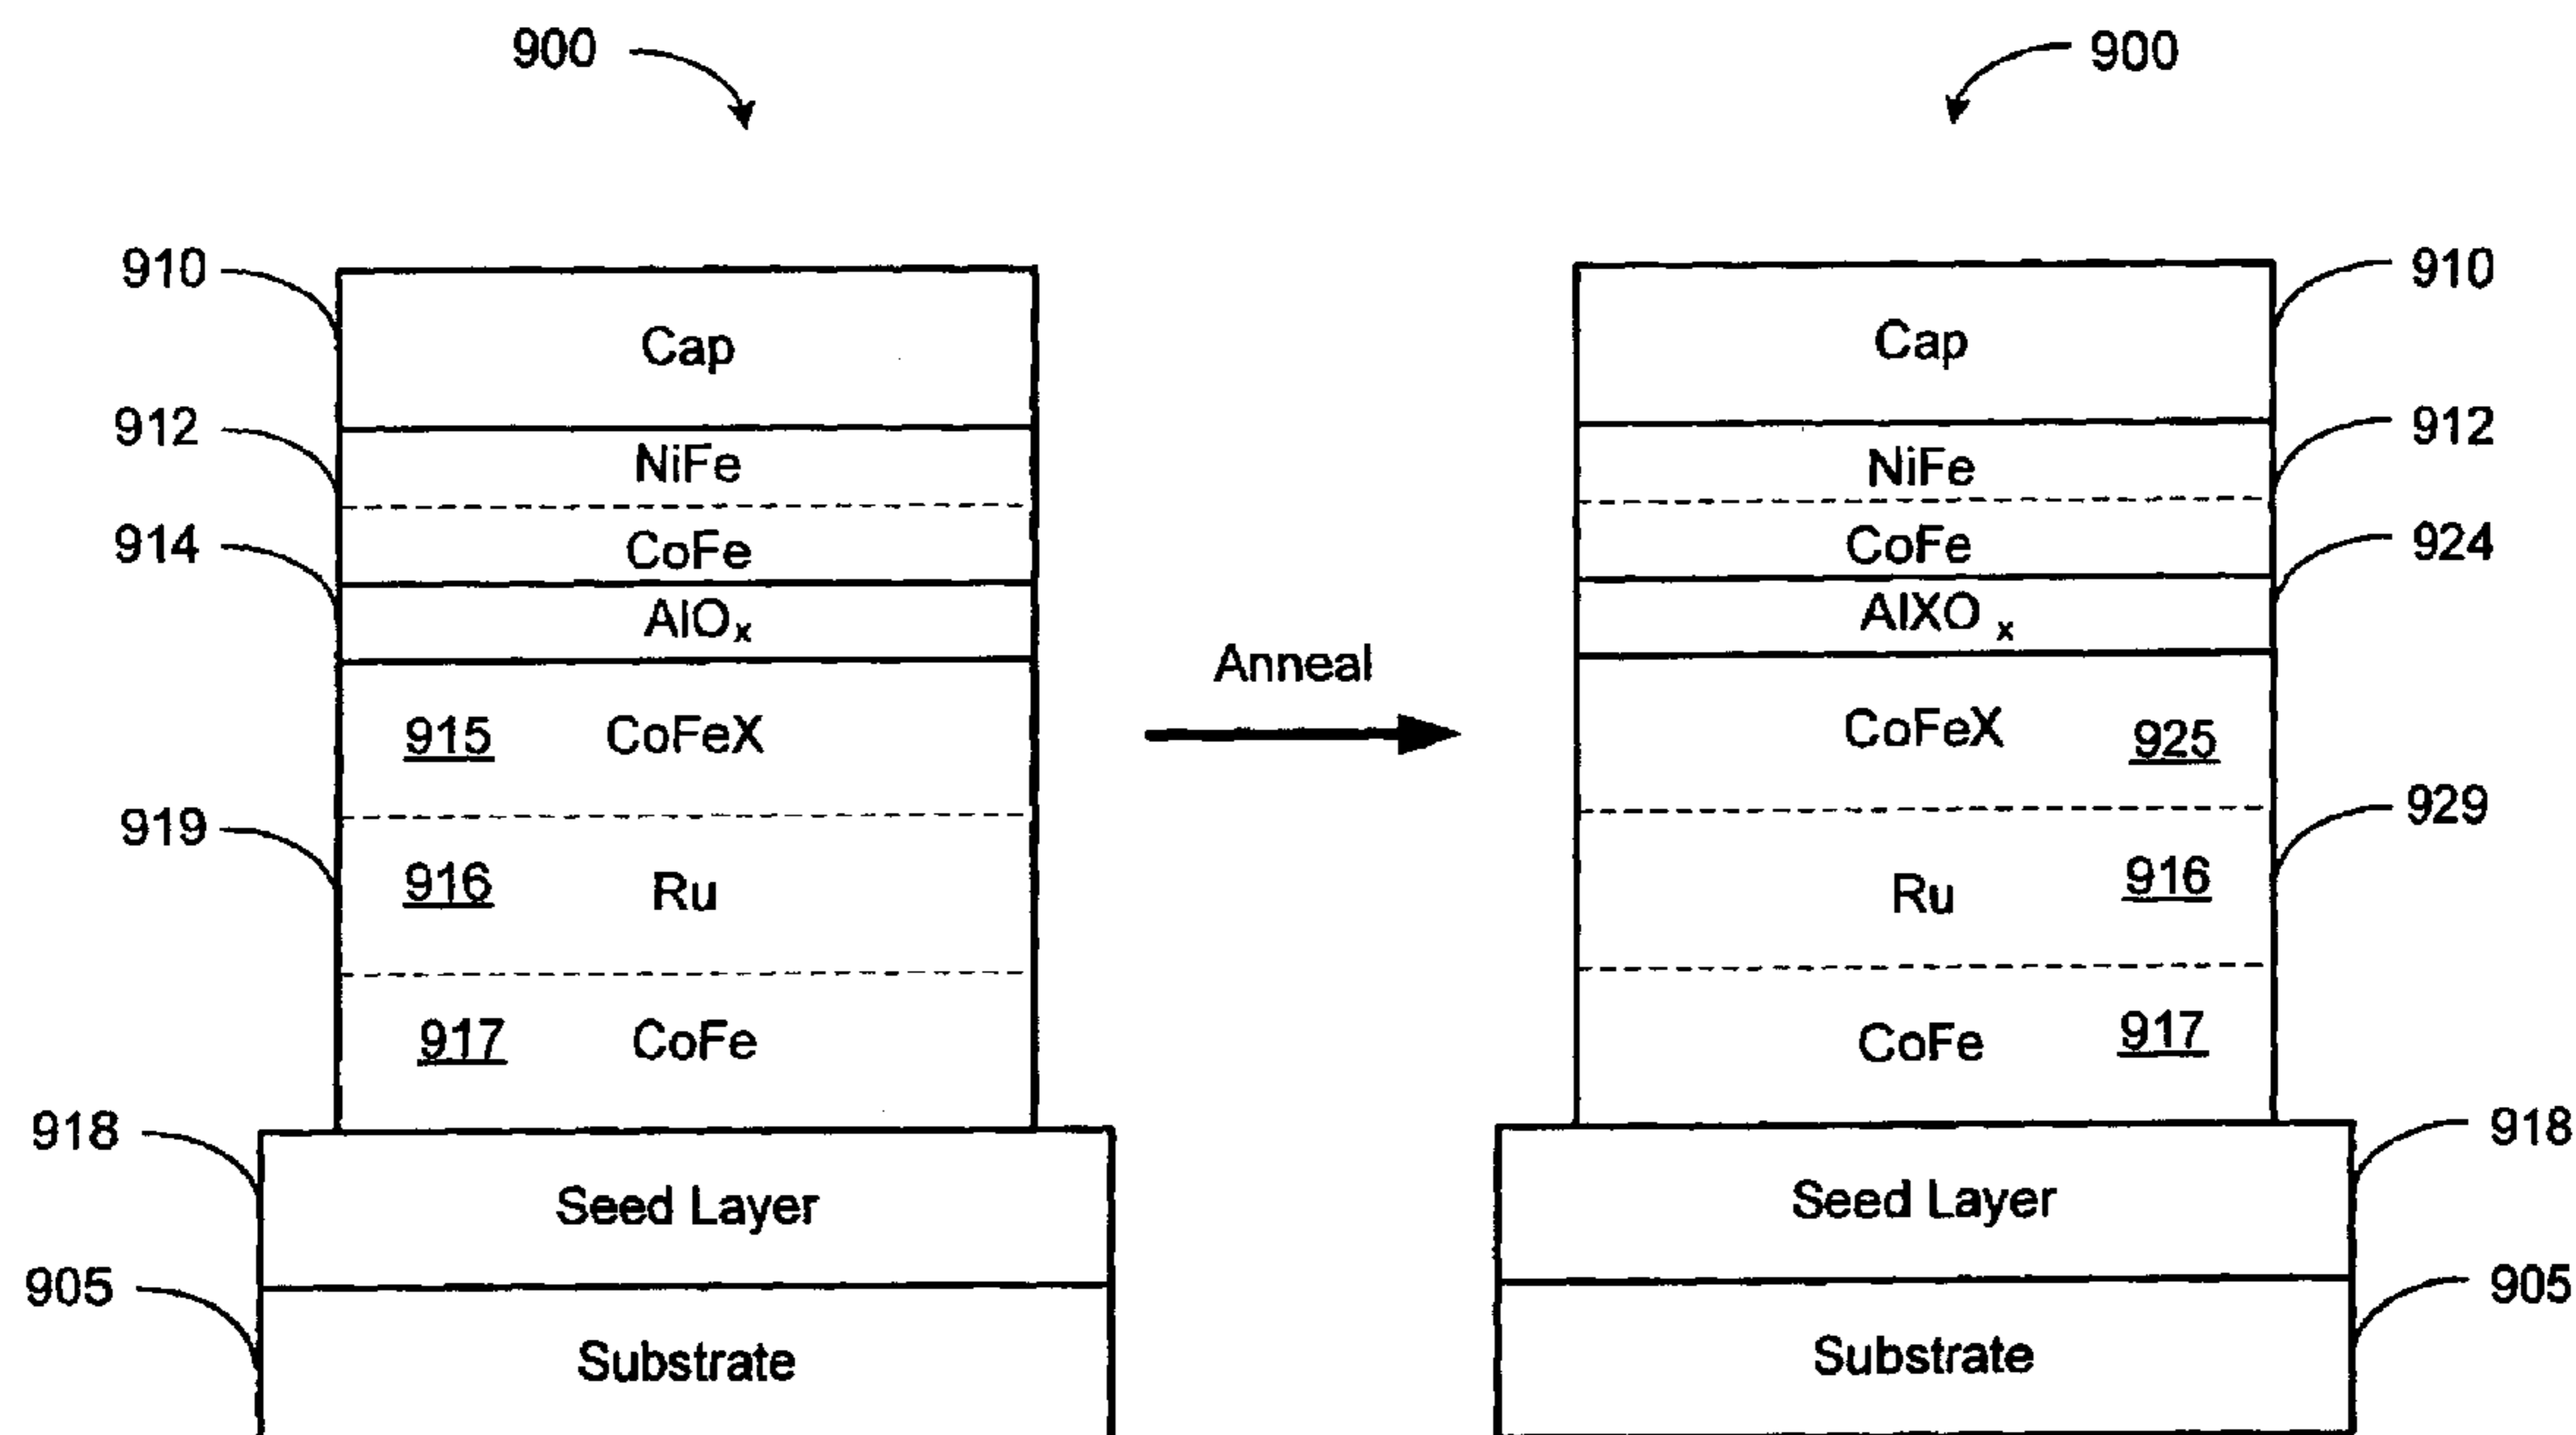 900
900
910
Cap
Cap
910
912
NiFe
NiFe
912
914
CoFe
CoFe
924
AlOₓ
AlXOₓ
Anneal
915 CoFeX
CoFeX 925
919
929
916 Ru
Ru 916
917 CoFe
CoFe 917
918
Seed Layer
Seed Layer
918
905
Substrate
Substrate
905